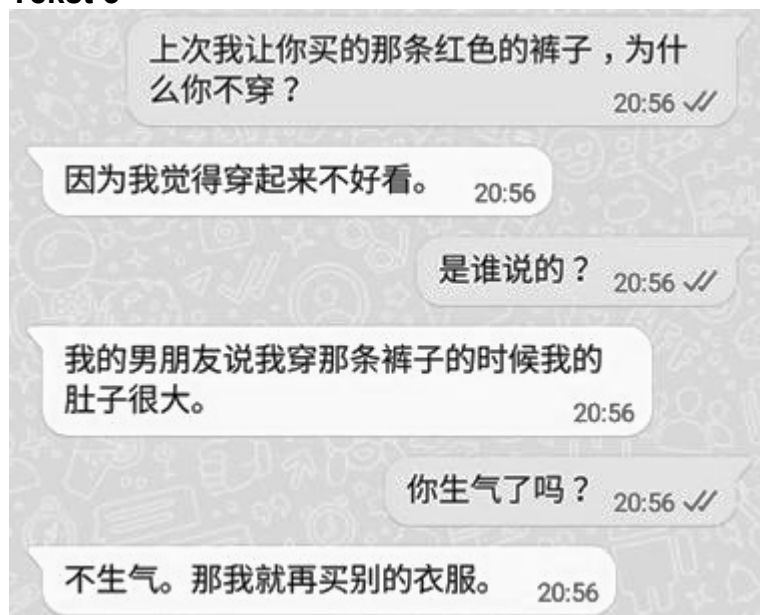 上次我让你买的那条红色的裤子，为什
么你不穿？
20:56
因为我觉得穿起来不好看。 20:56
是谁说的？ 20:56
我的男朋友说我穿那条裤子的时候我的
肚子很大。
20:56
你生气了吗？ 20:56
不生气。那我就再买别的衣服。 20:56